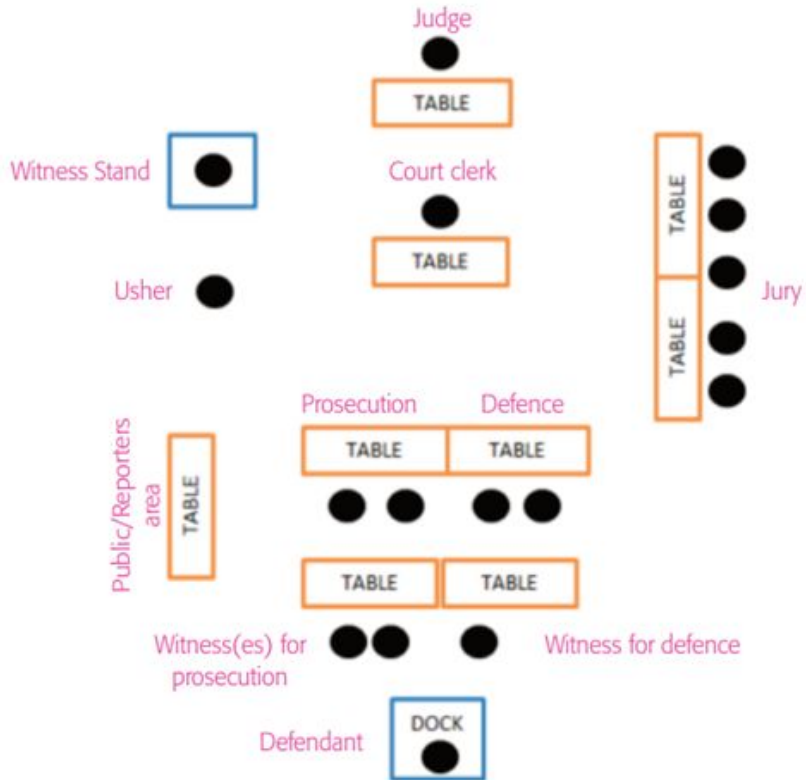 Judge
TABLE
Witness Stand
Court clerk
TABLE
TABLE
TABLE
Jury
Usher
Prosecution
Defence
TABLE
TABLE
Public/Reporters
area
TABLE
TABLE
TABLE
Witness(es) for
prosecution
Witness for defence
DOCK
Defendant